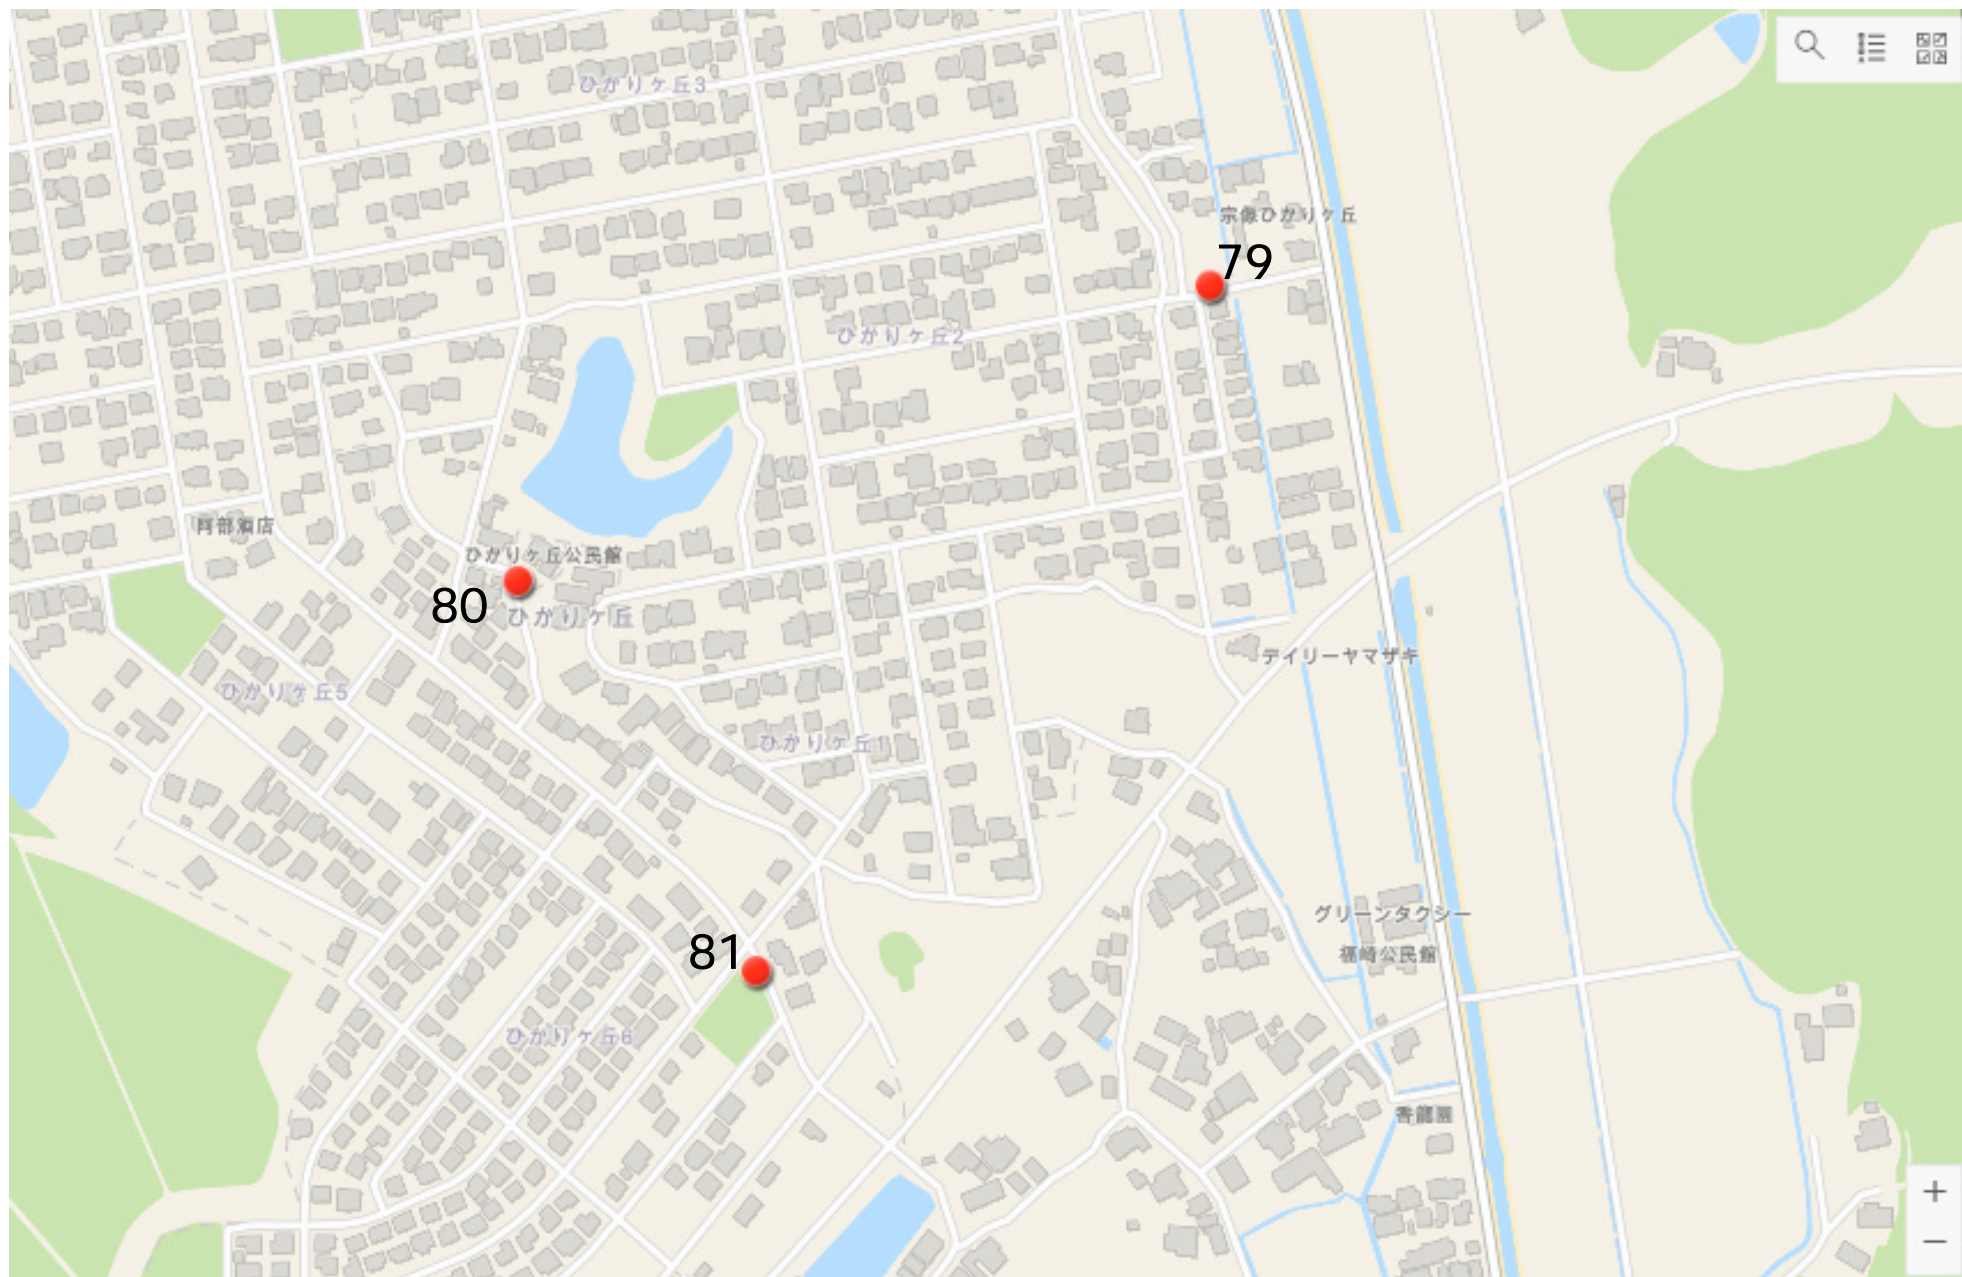 ひかりヶ丘3
宗像ひかりヶ丘
79
ひかりヶ丘2
阿部酒店
ひかりヶ丘公民館
80
ひかりヶ丘
デイリーヤマザキ
ひかりヶ丘5
ひかりヶ丘1
グリーンタクシー
81
福崎公民館
ひかりヶ丘6
香龍園
+
−